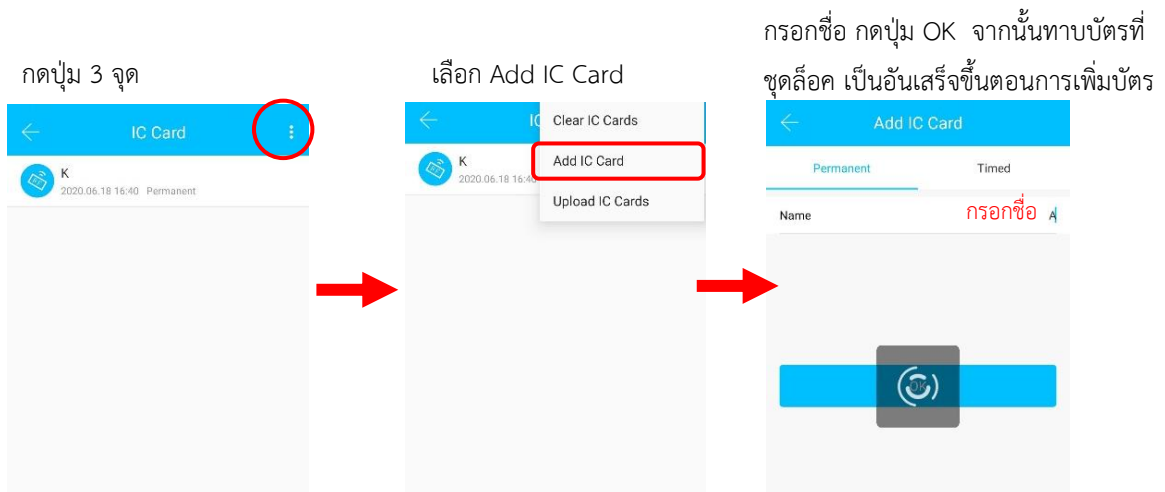 กดปุ่ม 3 จุด
IC Card
K
2020.06.18 16:40 Permanent
เลือก Add IC Card
Clear IC Cards
K
Add IC Card
2020.06.18 16:40
Upload IC Cards
กรอกชื่อ กดปุ่ม OK จากนั้นทาบบัตรที่
ชุดล็อค เป็นอันเสร็จขึ้นตอนการเพิ่มบัตร
Add IC Card
Permanent Timed
Name กรอกชื่อ A
OK